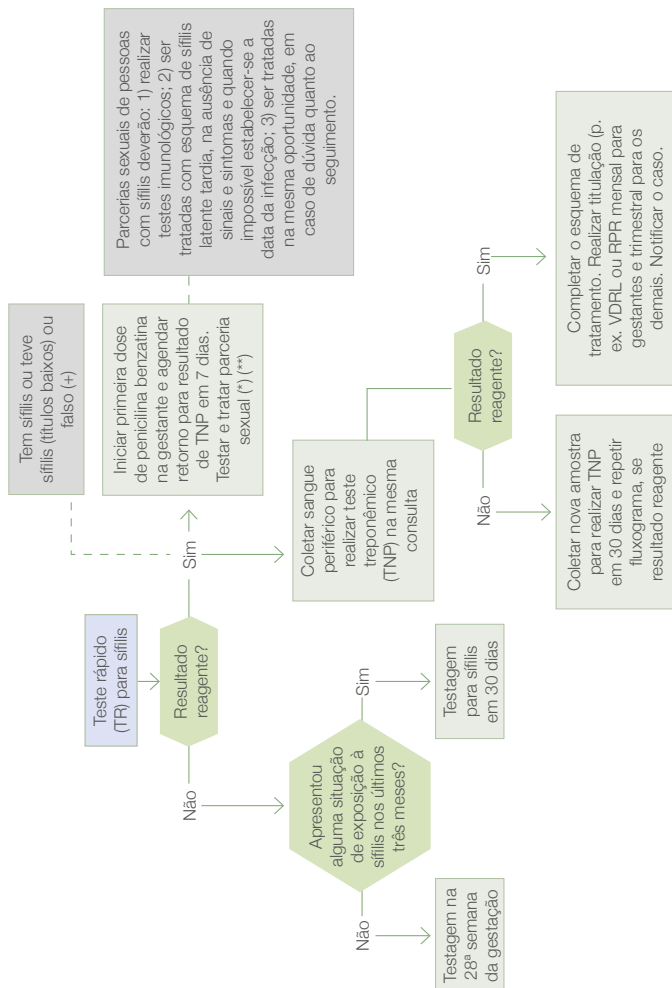 Teste rápido
(TR) para sífilis
Resultado
reagente?
Não
Sim
Tem sífilis ou teve
sífilis (títulos baixos) ou
falso (+)
Iniciar primeira dose
de penicilina benzatina
na gestante e agendar
retorno para resultado
de TNP em 7 dias.
Testar e tratar parceria
sexual (*) (**)
Parcerias sexuais de pessoas
com sífilis deverão: 1) realizar
testes imunológicos; 2) ser
tratadas com esquema de sífilis
latente tardia, na ausência de
sinais e sintomas e quando
impossível estabelecer-se a
data da infecção; 3) ser tratadas
na mesma oportunidade, em
caso de dúvida quanto ao
seguimento.
Apresentou
alguma situação
de exposição à
sífilis nos últimos
três meses?
Não
Sim
Testagem na
28ª semana
da gestação
Testagem
para sífilis
em 30 dias
Coletar sangue
periférico para
realizar teste
treponêmico
(TNP) na mesma
consulta
Resultado
reagente?
Não
Sim
Coletar nova amostra
para realizar TNP
em 30 dias e repetir
fluxograma, se
resultado reagente
Completar o esquema de
tratamento. Realizar titulação (p.
ex. VDRL ou RPR mensal para
gestantes e trimestral para os
demais. Notificar o caso.